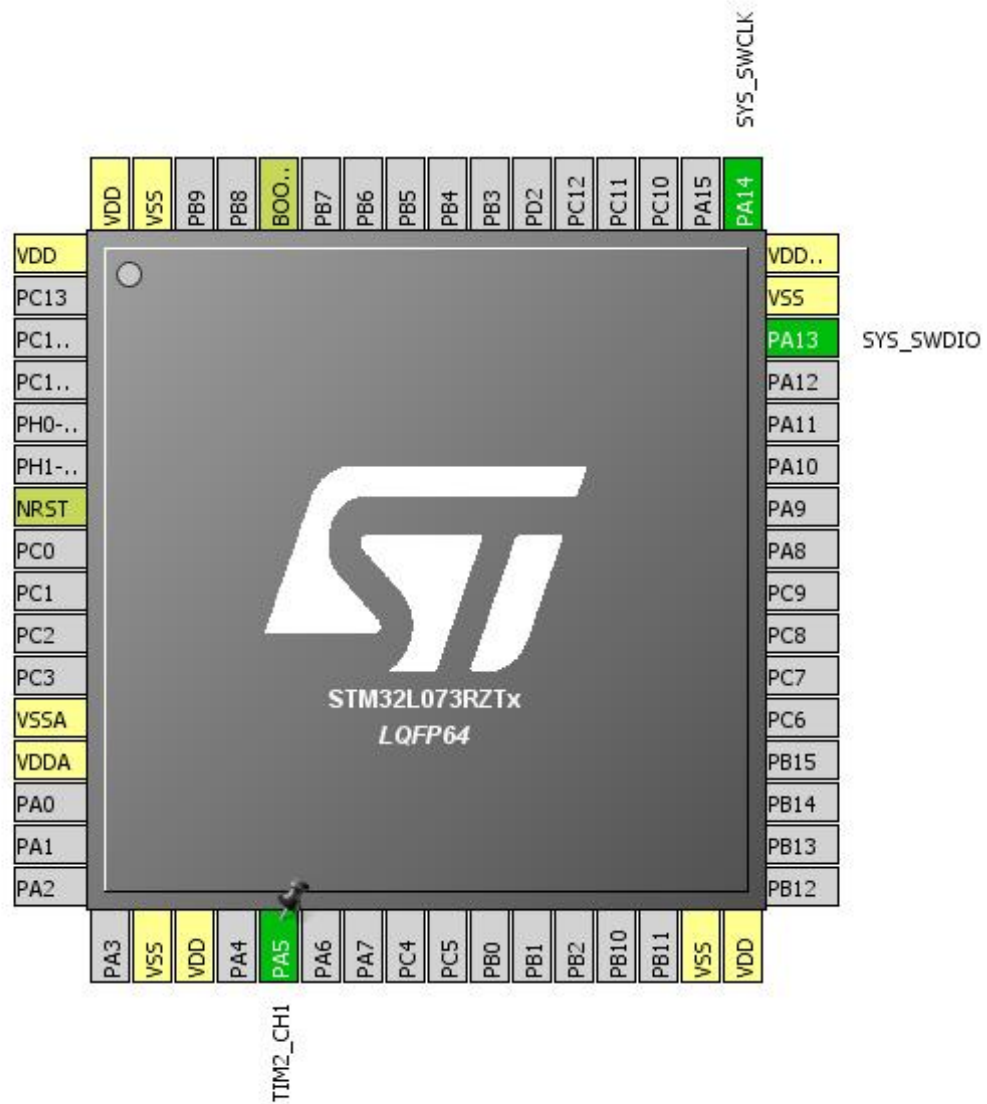 SYS_SWCLK
VDD
VSS
PB9
PB8
BOO..
PB7
PB6
PB5
PB4
PB3
PD2
PC12
PC11
PC10
PA15
PA14
VDD
PC13
PC1..
PC1..
PH0-..
PH1-..
NRST
PC0
PC1
PC2
PC3
VSSA
VDDA
PA0
PA1
PA2
VDD..
VSS
PA13
SYS_SWDIO
PA12
PA11
PA10
PA9
PA8
PC9
PC8
PC7
PC6
PB15
PB14
PB13
PB12
ST
STM32L073RZTx
LQFP64
PA3
VSS
VDD
PA4
PA5
PA6
PA7
PC4
PC5
PB0
PB1
PB2
PB10
PB11
VSS
VDD
TIM2_CH1